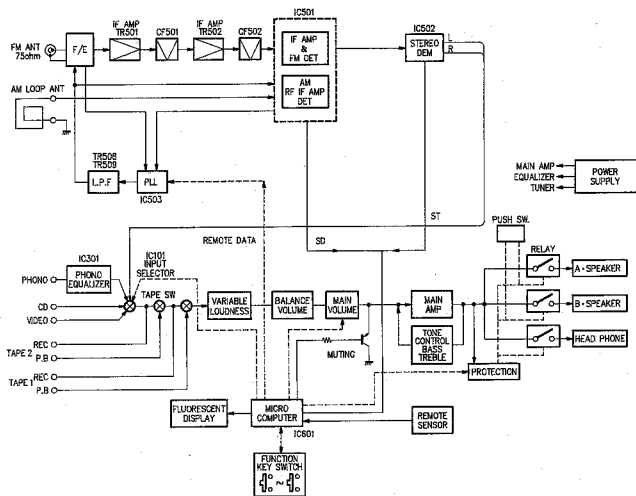 IC501
IF AMP
TR501
CF501
IF AMP
TR502
CF502
IC502
FM ANT
75ohm
F/E
IF AMP
&
FM DET
STEREO
DEM
L
R
AM
RF IF AMP
DET
AM LOOP ANT
TR508
TR509
L.P.F
PLL
IC503
MAIN AMP
EQUALIZER
TUNER
POWER
SUPPLY
ST
PUSH SW.
REMOTE DATA
SD
RELAY
IC301
PHONO
PHONO
EQUALIZER
IC101
INPUT
SELECTOR
CD
VIDEO
TAPE SW
VARIABLE
LOUDNESS
BALANCE
VOLUME
MAIN
VOLUME
MAIN
AMP
A•SPEAKER
B•SPEAKER
HEAD PHONE
TAPE 2
REC
P.B
TAPE 1
REC
P.B
MUTING
TONE
CONTROL
BASS
TREBLE
PROTECTION
FLUORESCENT
DISPLAY
MICRO
COMPUTER
IC601
REMOTE
SENSOR
FUNCTION
KEY SWITCH
~